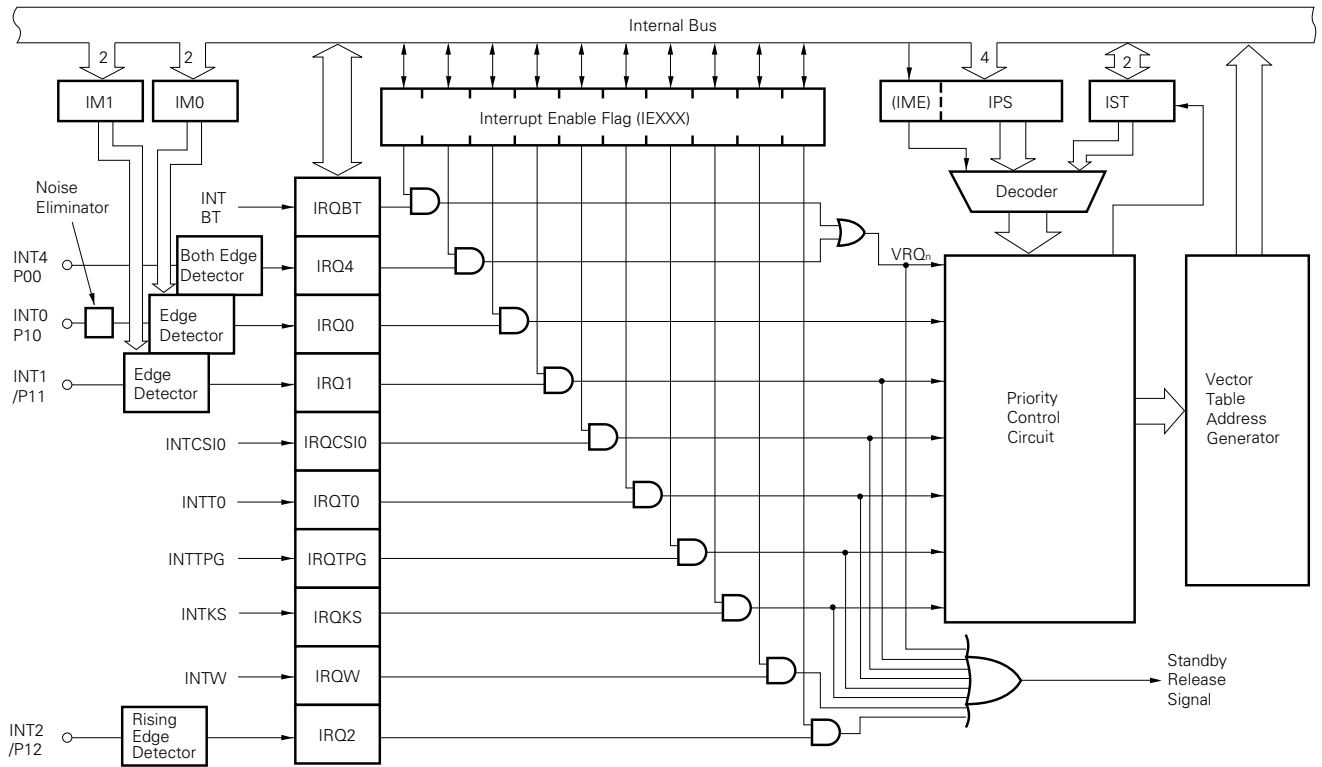 Internal Bus
2
2
4
2
IM1
IM0
Interrupt Enable Flag (IEXXX)
(IME)
IPS
IST
Decoder
Noise
Eliminator
INT
BT
IRQBT
INT4
P00
Both Edge
Detector
IRQ4
VRQn
INT0
P10
Edge
Detector
IRQ0
INT1
/P11
Edge
Detector
IRQ1
Priority
Control
Circuit
Vector
Table
Address
Generator
INTCSI0
IRQCSI0
INTT0
IRQT0
INTTPG
IRQTPG
INTKS
IRQKS
INTW
IRQW
Standby
Release
Signal
INT2
/P12
Rising
Edge
Detector
IRQ2